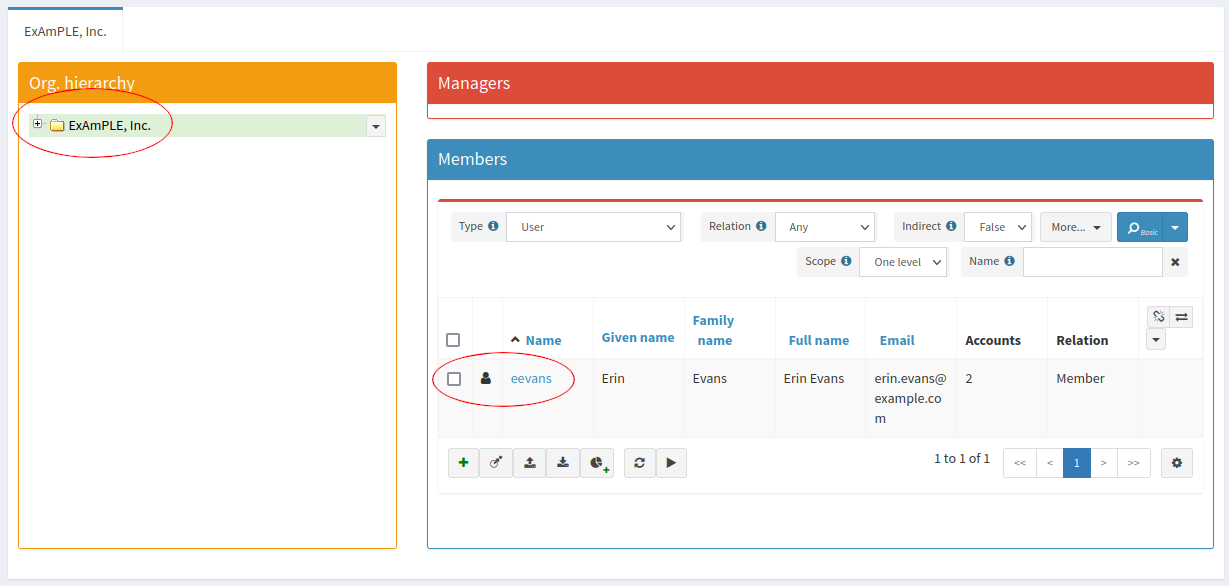 ExAmPLE, Inc.
Org. hierarchy
ExAmPLE, Inc.
Managers
Members
Type User Relation Any Indirect False More... Basic
Scope One level Name
Name Given name Family name Full name Email Accounts Relation
eevans Erin Evans Erin Evans erin.evans@ 2 Member
example.co
m
1 to 1 of 1 << < 1 > >>